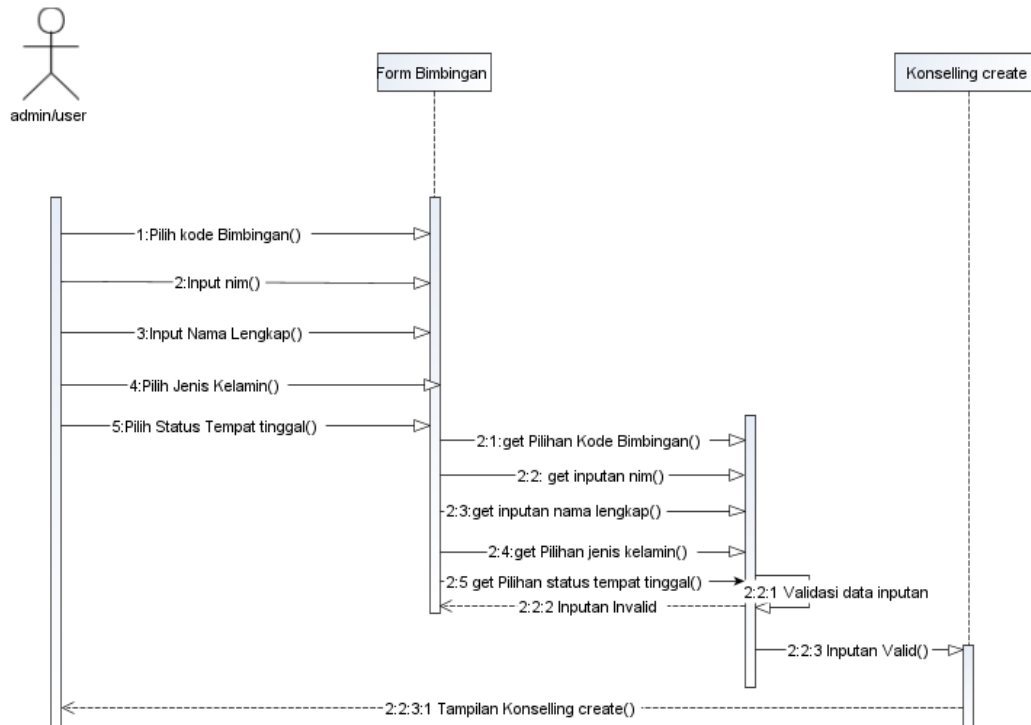 Form Bimbingan
Konselling create
admin/user
1:Pilih kode Bimbingan()
2:Input nim()
3:Input Nama Lengkap()
4:Pilih Jenis Kelamin()
5:Pilih Status Tempat tinggal()
2:1:get Pilihan Kode Bimbingan()
2:2: get inputan nim()
2:3:get inputan nama lengkap()
2:4:get Pilihan jenis kelamin()
2:5 get Pilihan status tempat tinggal()
2:2:1 Validasi data inputan
2:2:2 Inputan Invalid
2:2:3 Inputan Valid()
2:2:3:1 Tampilan Konselling create()